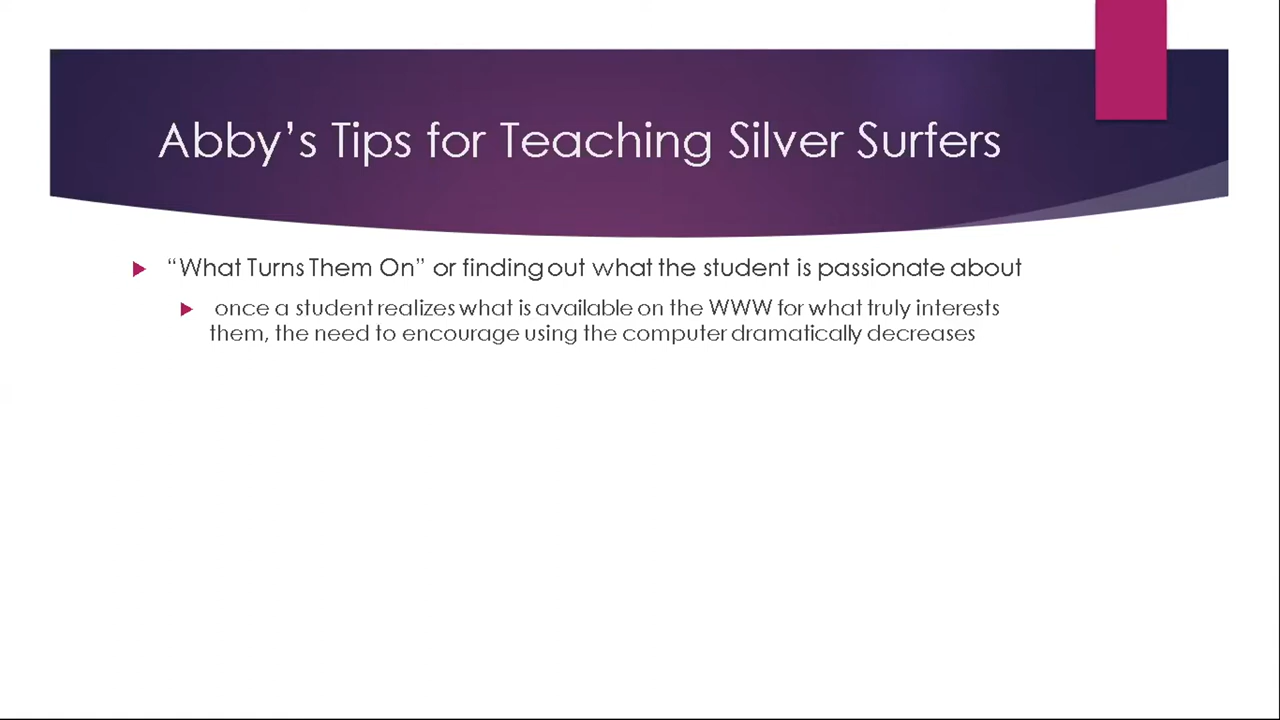 Abby’s Tips for Teaching Silver Surfers
“What Turns Them On” or finding out what the student is passionate about
once a student realizes what is available on the WWW for what truly interests
them, the need to encourage using the computer dramatically decreases